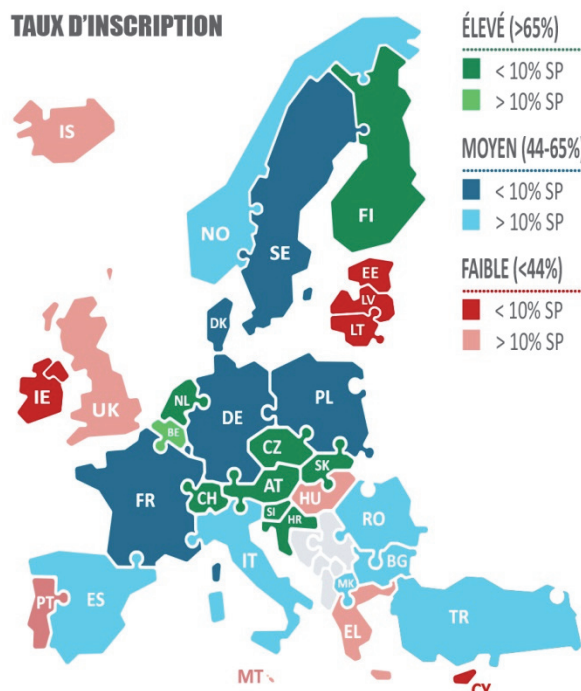 TAUX D'INSCRIPTION
ÉLEVÉ (>65%)
< 10% SP
> 10% SP
MOYEN (44-65%)
< 10% SP
> 10% SP
FAIBLE (<44%)
< 10% SP
> 10% SP
IS
NO
SE
FI
EE
LV
LT
DK
IE
UK
NL
BE
DE
PL
CZ
SK
FR
CH
AT
HU
SI
HR
RO
IT
BG
MK
PT
ES
EL
TR
MT
CY